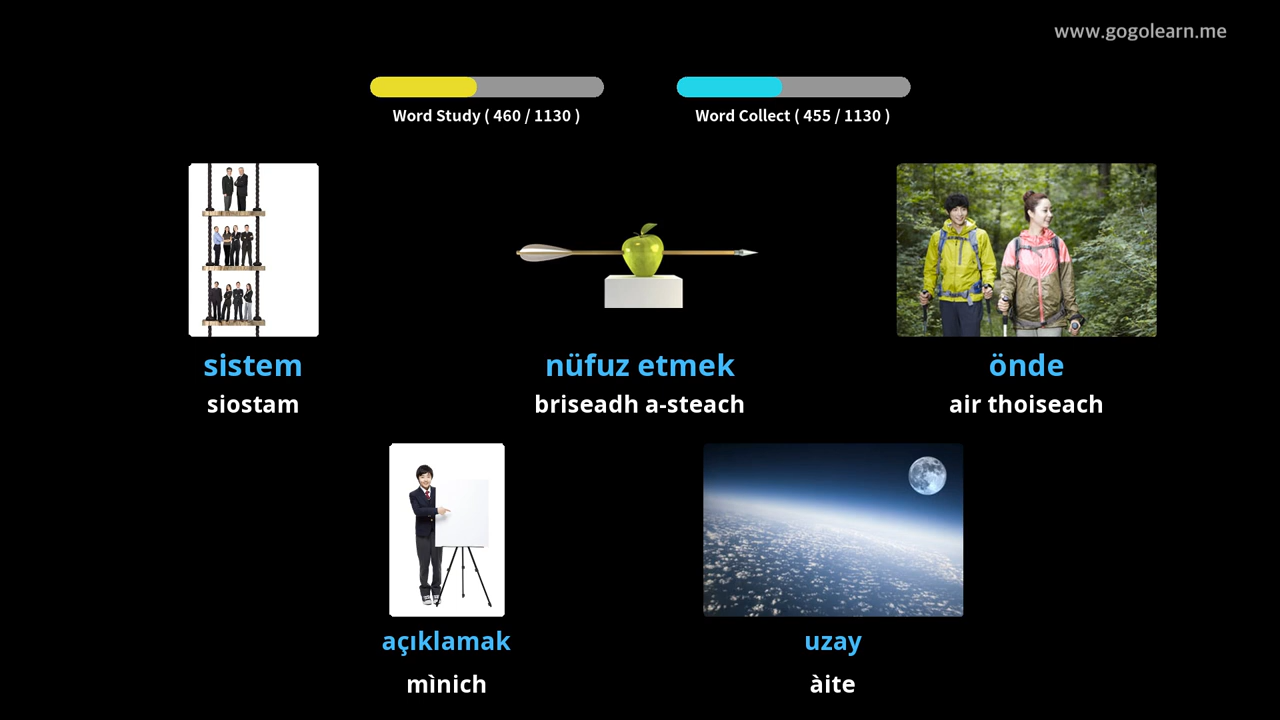 www.gogolearn.me
Word Study ( 460 / 1130 )
Word Collect ( 455 / 1130 )
sistem
siostam
nüfuz etmek
briseadh a-steach
önde
air thoiseach
açıklamak
mìnich
uzay
àite